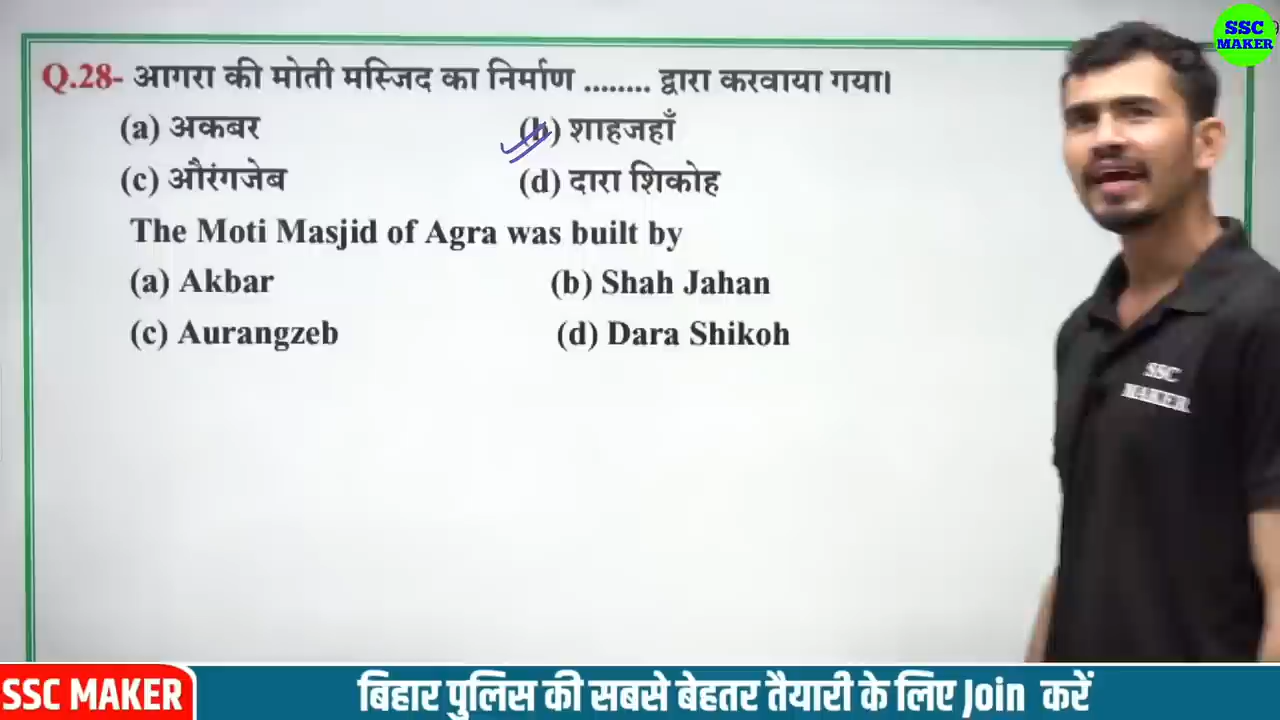 SSC
MAKER
Q.28- आगरा की मोती मस्जिद का निर्माण ........ द्वारा करवाया गया।
(a) अकबर (b) शाहजहाँ
(c) औरंगजेब (d) दारा शिकोह
The Moti Masjid of Agra was built by
(a) Akbar (b) Shah Jahan
(c) Aurangzeb (d) Dara Shikoh
SSC
MAKER
SSC MAKER बिहार पुलिस की सबसे बेहतर तैयारी के लिए Join करें